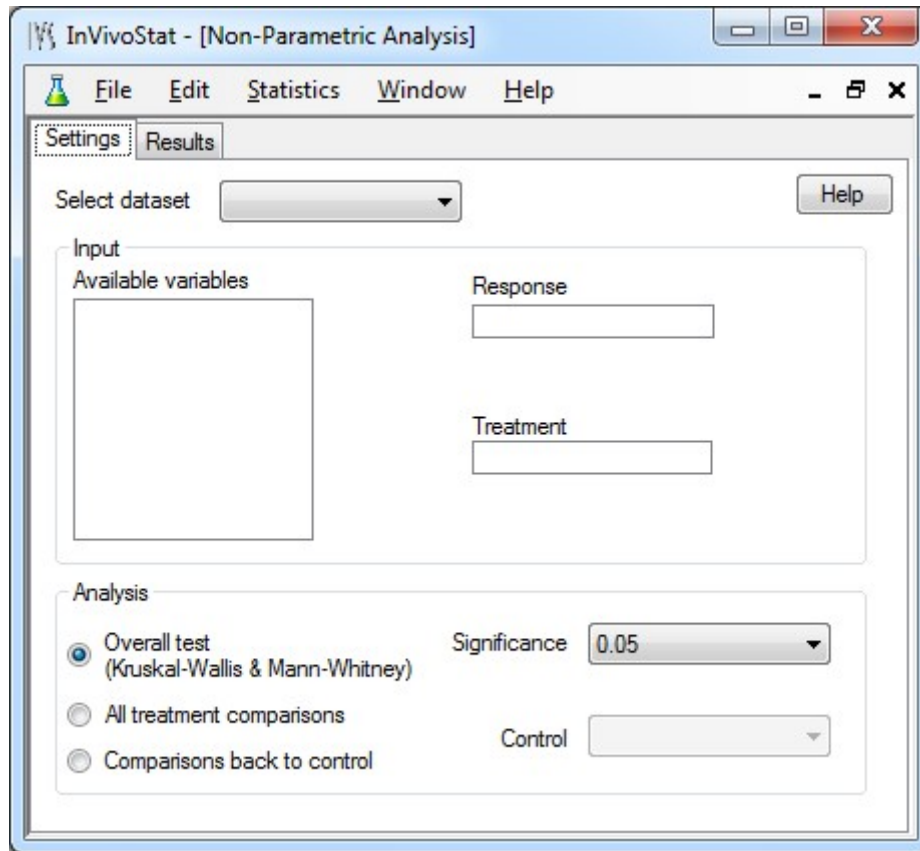 InVivoStat - [Non-Parametric Analysis]
File Edit Statistics Window Help
Settings Results
Select dataset Help
Input
Available variables
Response
Treatment
Analysis
Overall test
(Kruskal-Wallis & Mann-Whitney)
Significance 0.05
All treatment comparisons
Control
Comparisons back to control